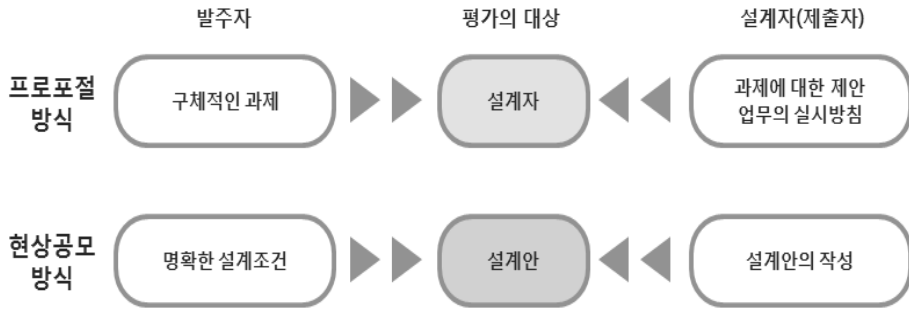 발주자 평가의 대상 설계자(제출자)
프로포절
방식
구체적인 과제
설계자
과제에 대한 제안
업무의 실시방침
현상공모
방식
명확한 설계조건
설계안
설계안의 작성